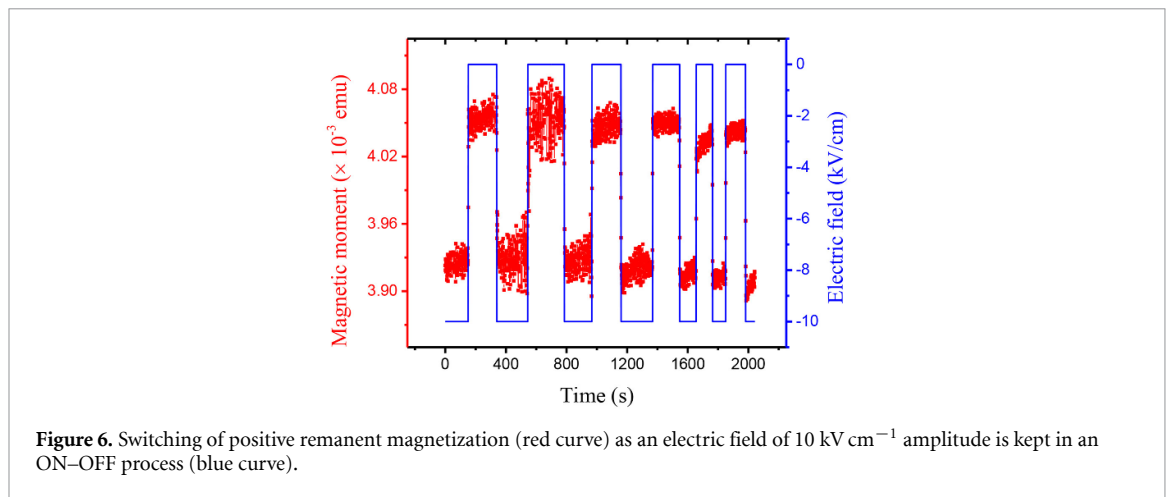 Magnetic moment (× 10⁻³ emu)
4.08
4.02
3.96
3.90
0
-2
-4
-6
-8
-10
Electric field (kV/cm)
0 400 800 1200 1600 2000
Time (s)
Figure 6. Switching of positive remanent magnetization (red curve) as an electric field of 10 kV cm⁻¹ amplitude is kept in an
ON–OFF process (blue curve).